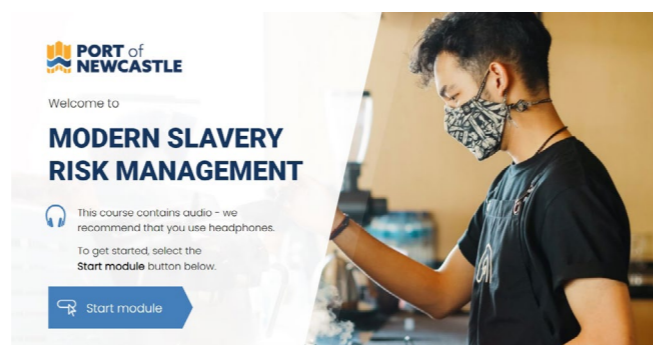 PORT of
NEWCASTLE
Welcome to
MODERN SLAVERY
RISK MANAGEMENT
This course contains audio - we
recommend that you use headphones.
To get started, select the
Start module button below.
Start module